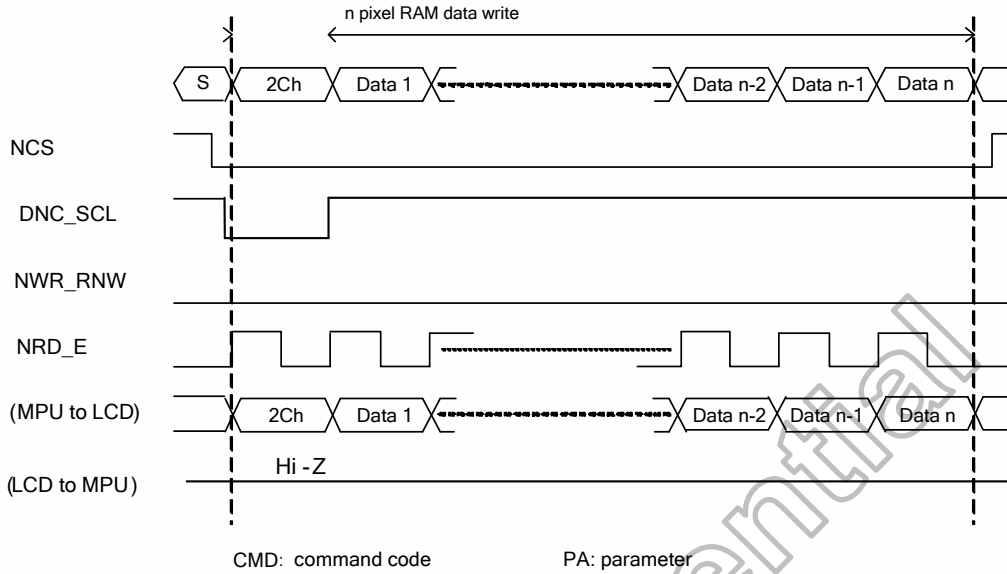 n pixel RAM data write
S 2Ch Data 1 Data n-2 Data n-1 Data n
NCS
DNC_SCL
NWR_RNW
NRD_E
(MPU to LCD) 2Ch Data 1 Data n-2 Data n-1 Data n
Hi -Z
(LCD to MPU)
CMD: command code PA: parameter